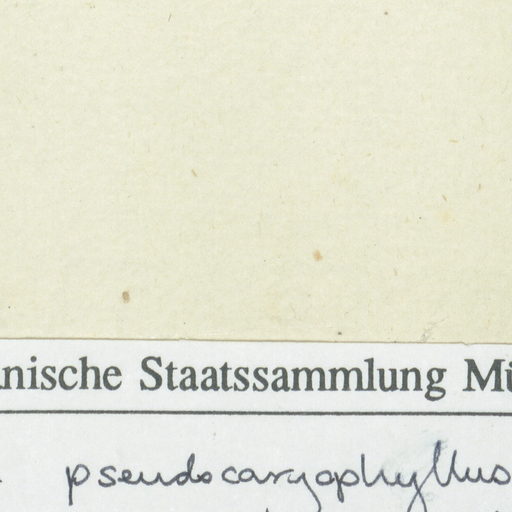 nische Staatssammlung Mü
pseudocaryophyllus